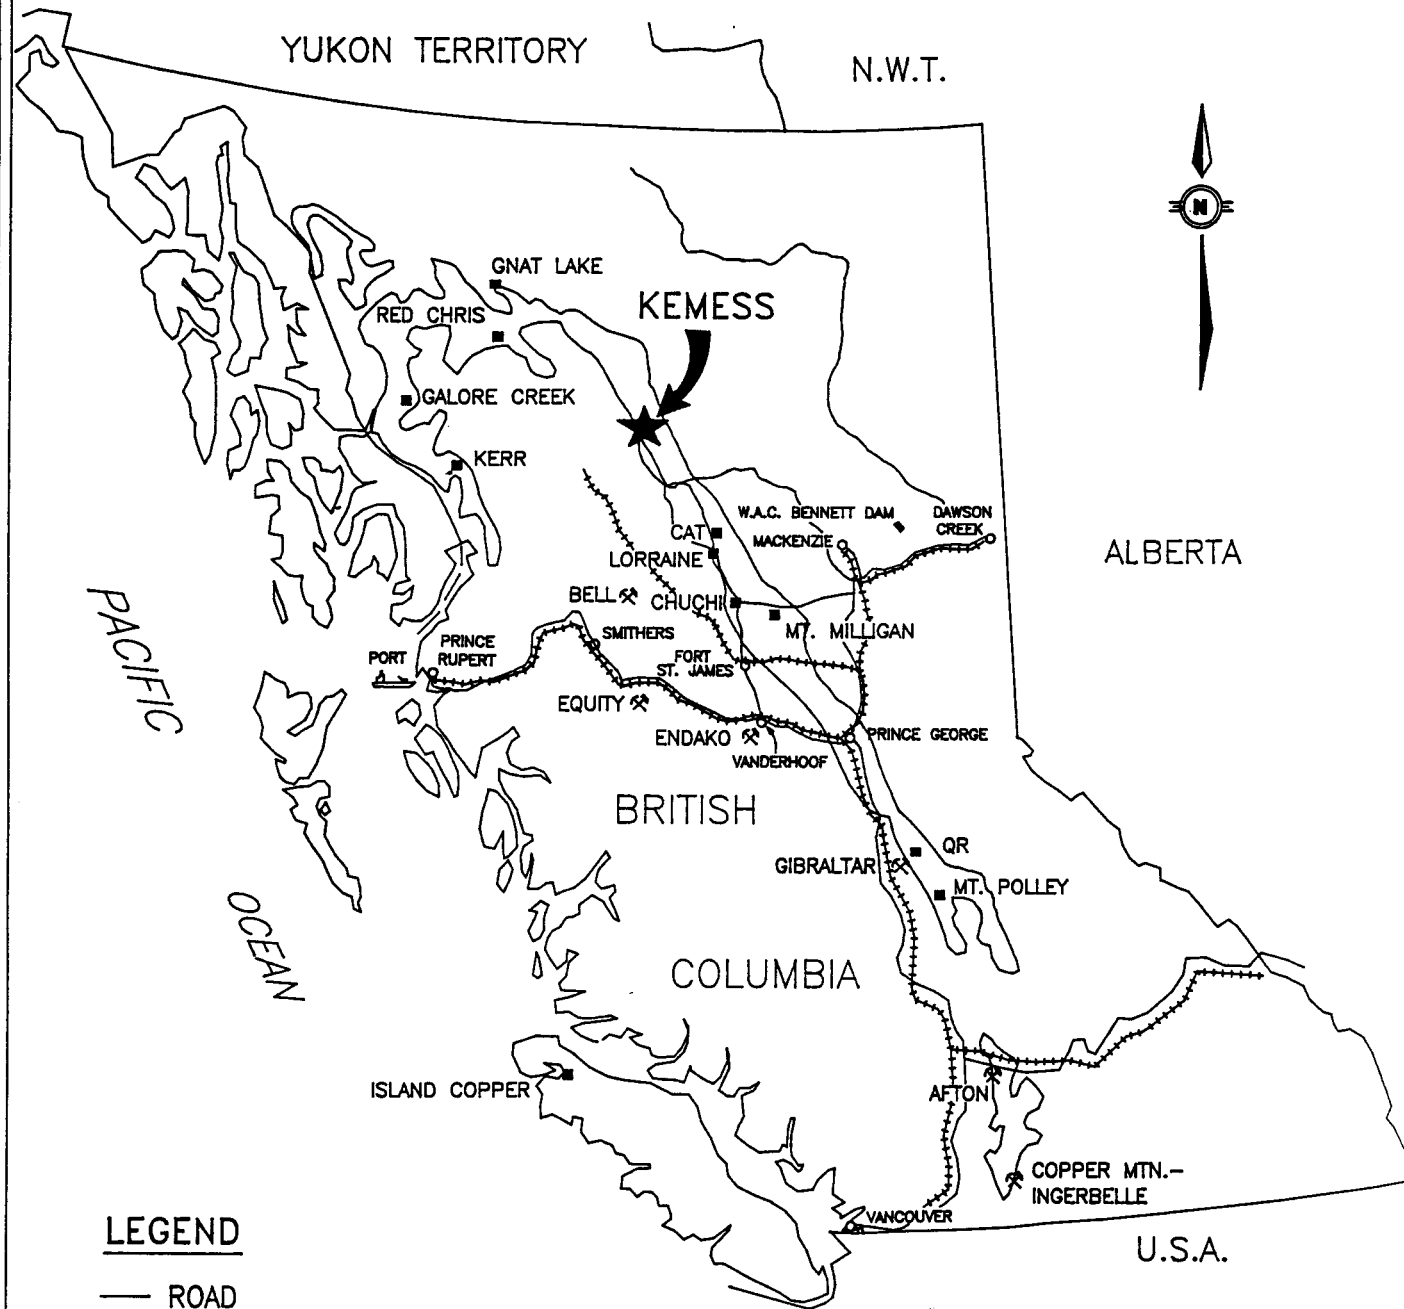 YUKON TERRITORY
N.W.T.
N
GNAT LAKE
KEMESS
RED CHRIS
GALORE CREEK
KERR
W.A.C. BENNETT DAM
DAWSON
CREEK
CAT
MACKENZIE
ALBERTA
LORRAINE
BELL
CHUCHI
PACIFIC
MT. MILLIGAN
SMITHERS
PRINCE
RUPERT
PORT
FORT
ST. JAMES
EQUITY
ENDAKO
PRINCE GEORGE
VANDERHOOF
BRITISH
QR
GIBRALTAR
MT. POLLEY
OCEAN
COLUMBIA
ISLAND COPPER
AFTON
COPPER MTN.–
INGERBELLE
VANCOUVER
LEGEND
U.S.A.
ROAD